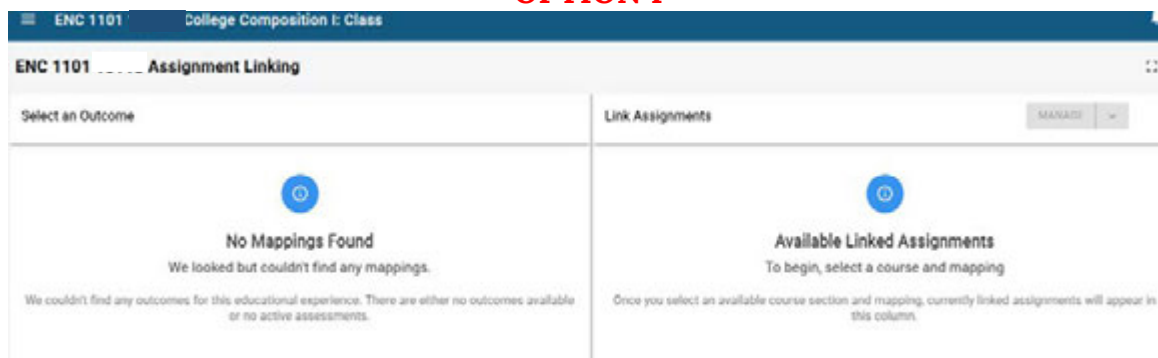 ENC 1101 College Composition I: Class
ENC 1101 Assignment Linking
Select an Outcome
No Mappings Found
We looked but couldn't find any mappings.
We couldn't find any outcomes for this educational experience. There are either no outcomes available
or no active assessments.
Link Assignments
MANAGE
Available Linked Assignments
To begin, select a course and mapping
Once you select an available course section and mapping, currently linked assignments will appear in
this column.